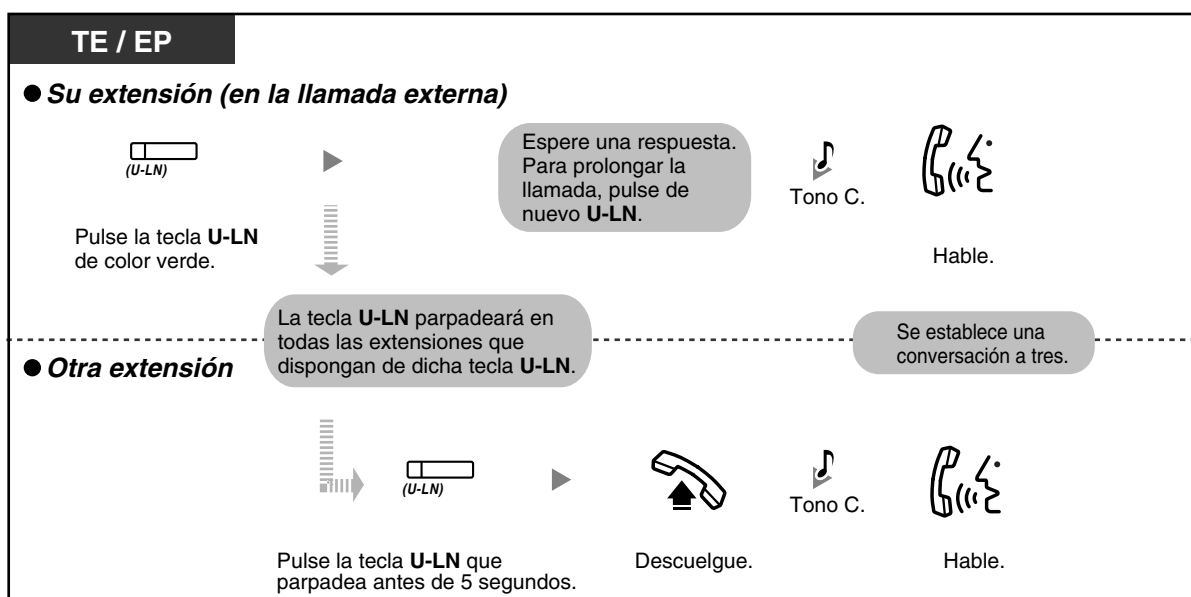 TE / EP
● Su extensión (en la llamada externa)
(U-LN)
Pulse la tecla U-LN
de color verde.
Espere una respuesta.
Para prolongar la
llamada, pulse de
nuevo U-LN.
Tono C.
Hable.
La tecla U-LN parpadeará en
todas las extensiones que
dispongan de dicha tecla U-LN.
Se establece una
conversación a tres.
● Otra extensión
(U-LN)
Pulse la tecla U-LN que
parpadea antes de 5 segundos.
Descuelgue.
Tono C.
Hable.